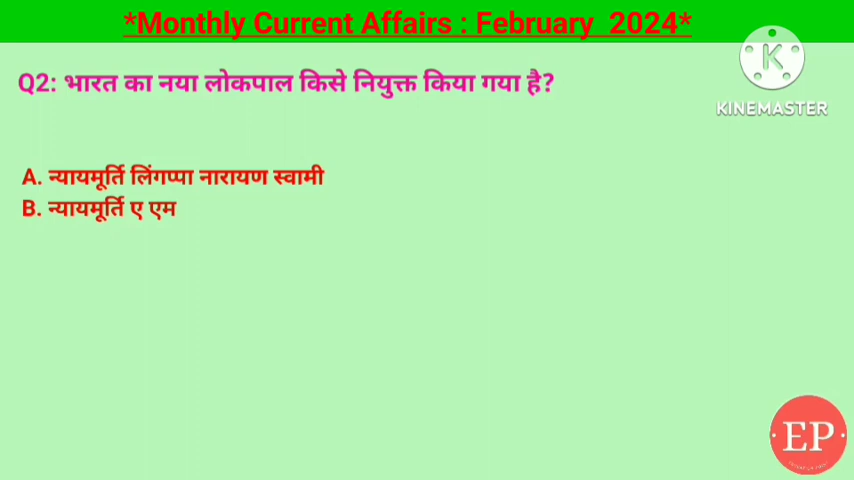 *Monthly Current Affairs : February 2024*
Q2: भारत का नया लोकपाल किसे नियुक्त किया गया है?
KINEMASTER
A. न्यायमूर्ति लिंगप्पा नारायण स्वामी
B. न्यायमूर्ति ए एम
EP